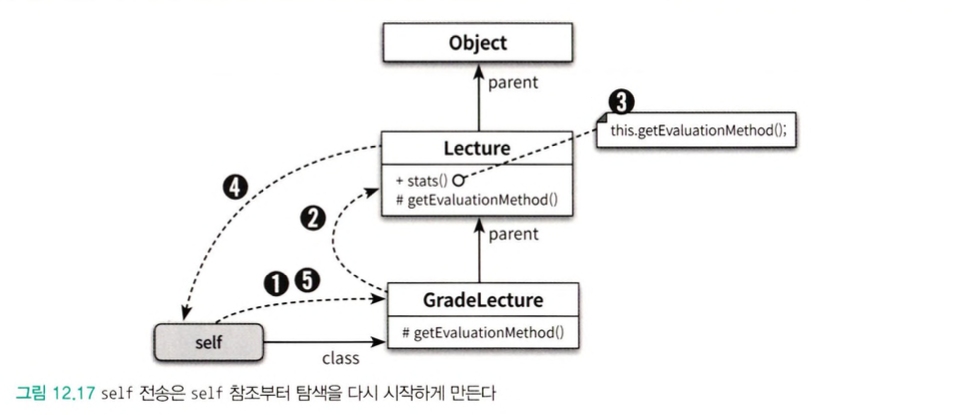 Object
parent
❸
this.getEvaluationMethod();
Lecture
+ stats()
# getEvaluationMethod()
❹
❷
parent
❶ ❺
GradeLecture
# getEvaluationMethod()
self
class
그림 12.17 self 전송은 self 참조부터 탐색을 다시 시작하게 만든다